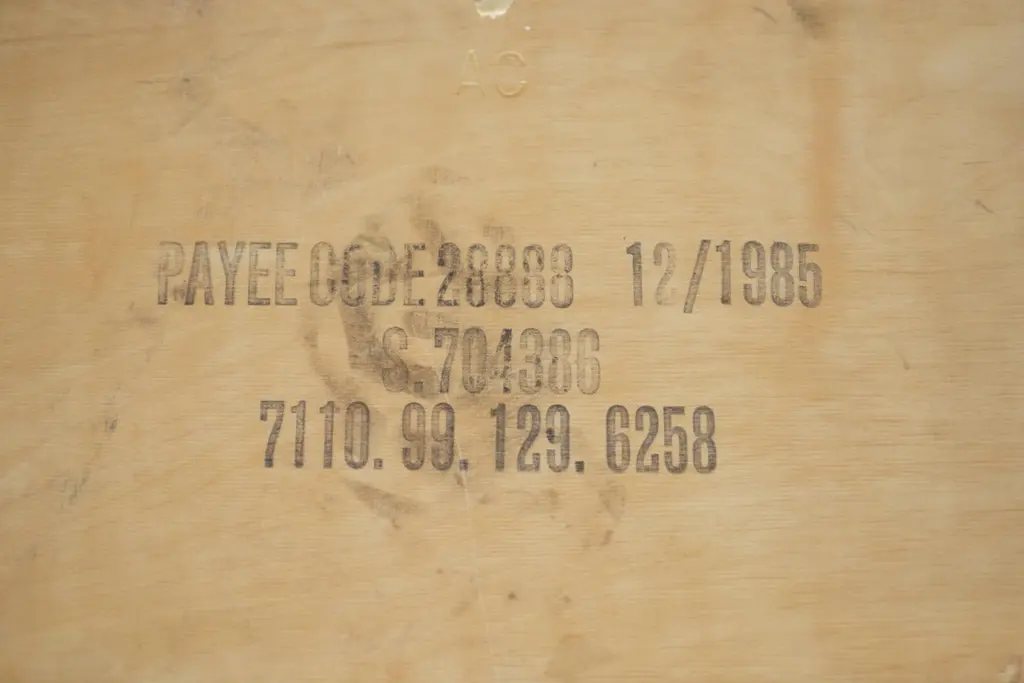 AC
PAYEE CODE 28888 12/1985
S. 704386
7110. 99. 129. 6258